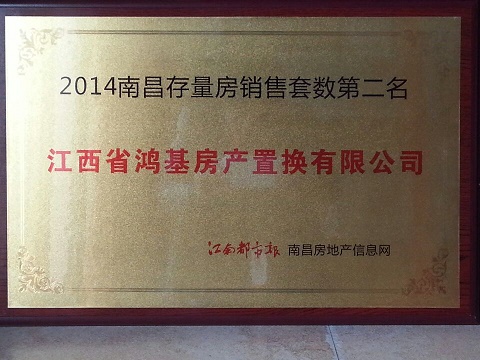 2014南昌存量房销售套数第二名
江西省鸿基房产置换有限公司
江南都市报 南昌房地产信息网